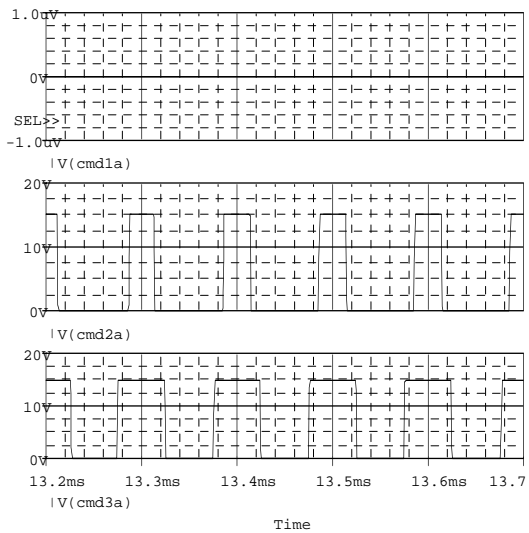 1.0uV
0V
SEL>>
-1.0uV
V(cmd1a)
20V
10V
0V
V(cmd2a)
20V
10V
0V
13.2ms 13.3ms 13.4ms 13.5ms 13.6ms 13.7
V(cmd3a)
Time